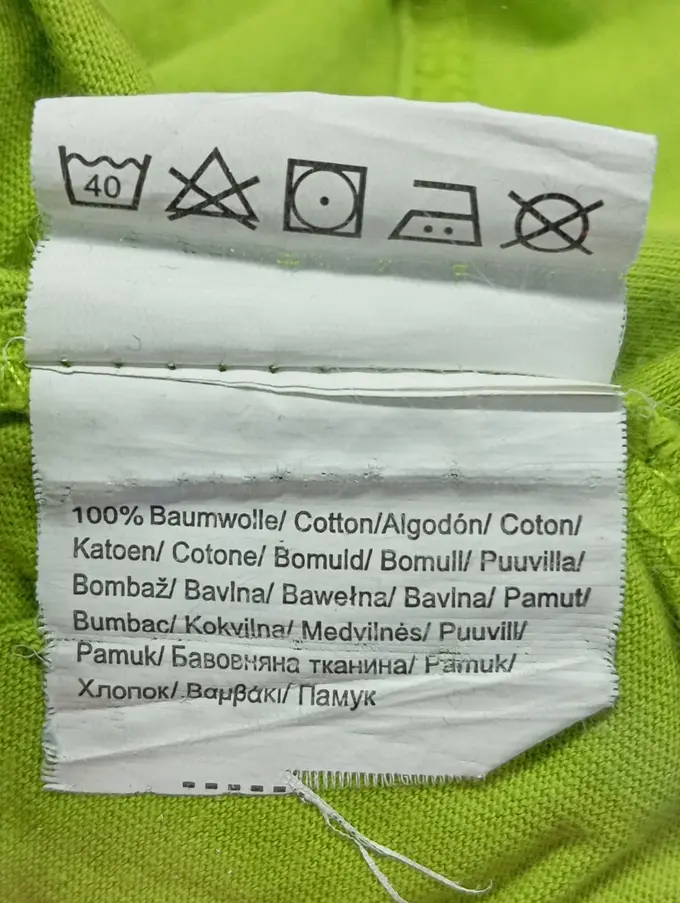 40
100% Baumwolle/ Cotton/Algodón/ Coton/
Katoen/ Cotone/ Bomuld/ Bomull/ Puuvilla/
Bombaž/ Bavlna/ Bawełna/ Bavlna/ Pamut/
Bumbac/ Kokvilna/ Medvilnės/ Puuvill/
Pamuk/ Бавовняна тканина/ Pamuk/
Хлопок/ Βαμβάκι/ Памук